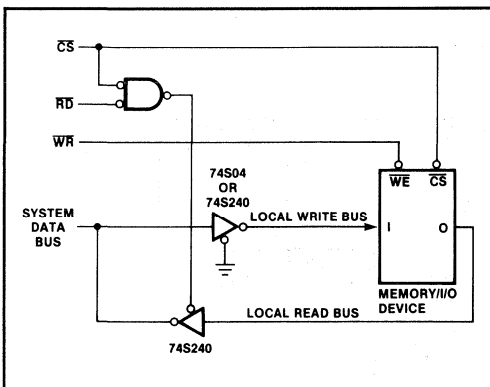 CS
RD
WR
74S04
OR
74S240
WE CS
SYSTEM
DATA
BUS
LOCAL WRITE BUS
I O
MEMORY/I/O
DEVICE
LOCAL READ BUS
74S240